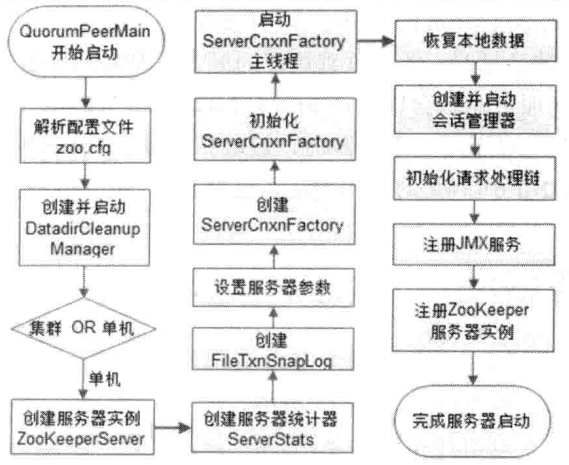 QuorumPeerMain
开始启动
解析配置文件
zoo.cfg
创建并启动
DatadirCleanup
Manager
集群 OR 单机
单机
创建服务器实例
ZooKeeperServer
创建服务器统计器
ServerStats
创建
FileTxnSnapLog
设置服务器参数
创建
ServerCnxnFactory
初始化
ServerCnxnFactory
启动
ServerCnxnFactory
主线程
恢复本地数据
创建并启动
会话管理器
初始化请求处理链
注册JMX服务
注册ZooKeeper
服务器实例
完成服务器启动